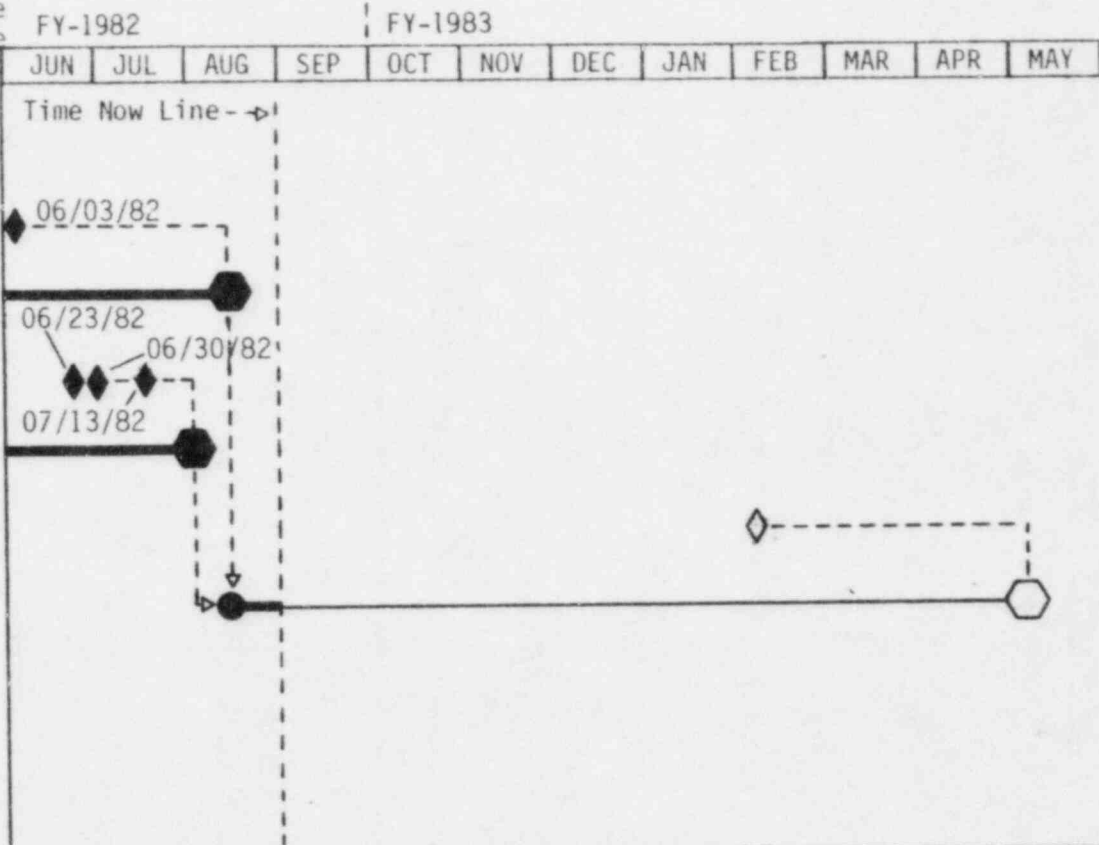 FY-1982 FY-1983
JUN JUL AUG SEP OCT NOV DEC JAN FEB MAR APR MAY
Time Now Line
06/03/82
06/23/82
06/30/82
07/13/82